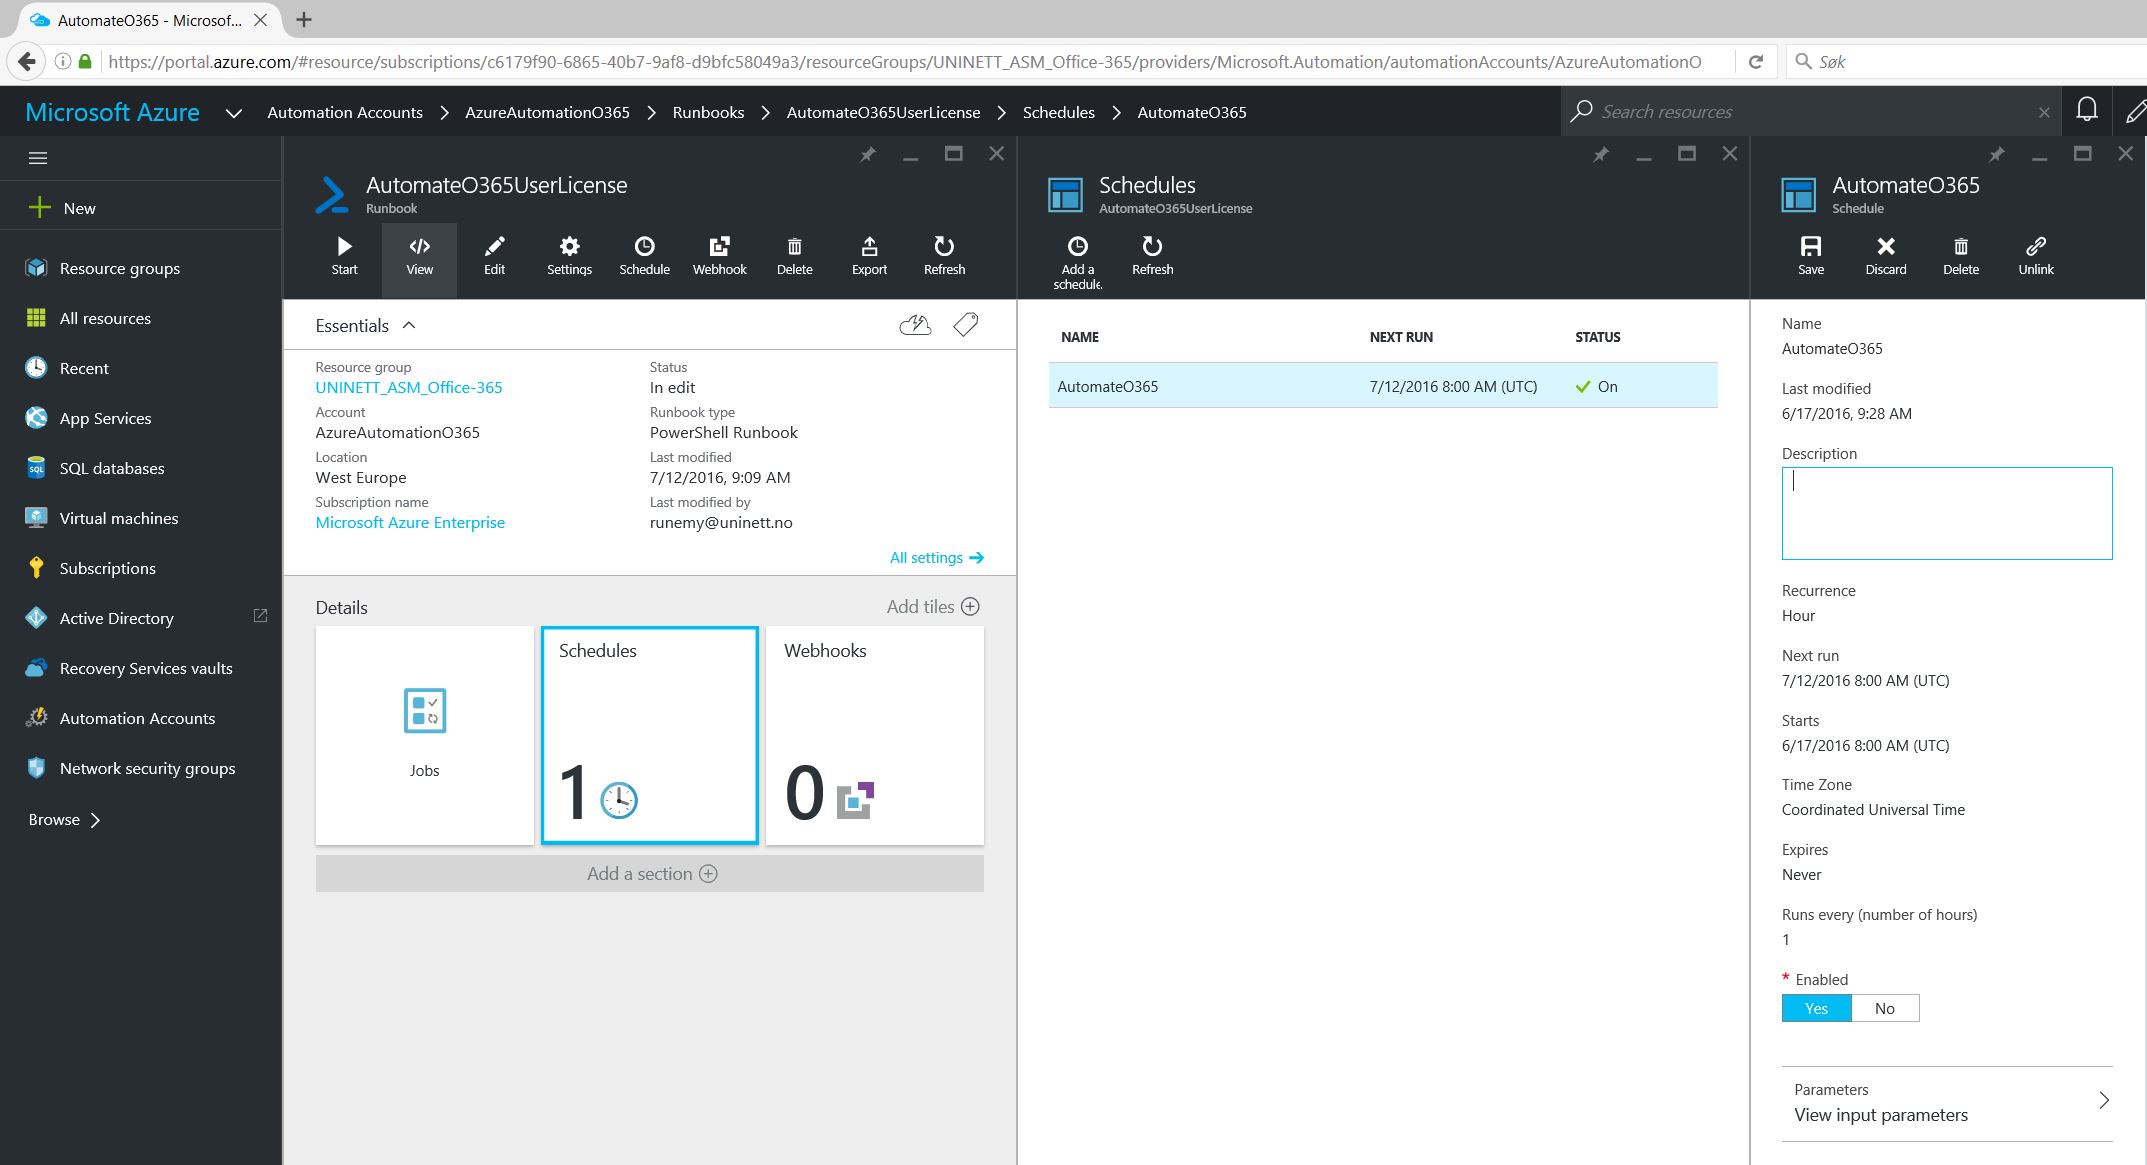 AutomateO365 - Microsof...
https://portal.azure.com/#resource/subscriptions/c6179f90-6865-40b7-9af8-d9bfc58049a3/resourceGroups/UNINETT_ASM_Office-365/providers/Microsoft.Automation/automationAccounts/AzureAutomationO
Søk
Microsoft Azure
Automation Accounts
AzureAutomationO365
Runbooks
AutomateO365UserLicense
Schedules
AutomateO365
Search resources
New
Resource groups
All resources
Recent
App Services
SQL databases
Virtual machines
Subscriptions
Active Directory
Recovery Services vaults
Automation Accounts
Network security groups
Browse
AutomateO365UserLicense
Runbook
Start
View
Edit
Settings
Schedule
Webhook
Delete
Export
Refresh
Essentials
Resource group
UNINETT_ASM_Office-365
Account
AzureAutomationO365
Location
West Europe
Subscription name
Microsoft Azure Enterprise
Status
In edit
Runbook type
PowerShell Runbook
Last modified
7/12/2016, 9:09 AM
Last modified by
runemy@uninett.no
All settings
Details
Add tiles
Jobs
Schedules
1
Webhooks
0
Add a section
Schedules
AutomateO365UserLicense
Add a
schedule.
Refresh
NAME NEXT RUN STATUS
AutomateO365 7/12/2016 8:00 AM (UTC) On
AutomateO365
Schedule
Save
Discard
Delete
Unlink
Name
AutomateO365
Last modified
6/17/2016, 9:28 AM
Description
Recurrence
Hour
Next run
7/12/2016 8:00 AM (UTC)
Starts
6/17/2016 8:00 AM (UTC)
Time Zone
Coordinated Universal Time
Expires
Never
Runs every (number of hours)
1
* Enabled
Yes No
Parameters
View input parameters